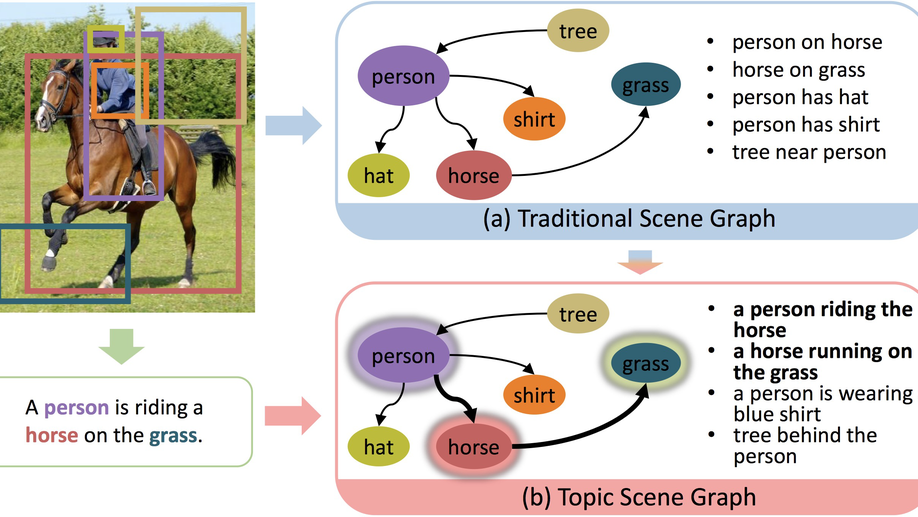 tree
person
grass
shirt
hat
horse
• person on horse
• horse on grass
• person has hat
• person has shirt
• tree near person
(a) Traditional Scene Graph
A person is riding a
horse on the grass.
tree
person
grass
shirt
hat
horse
• a person riding the
horse
• a horse running on
the grass
• a person is wearing
blue shirt
• tree behind the
person
(b) Topic Scene Graph